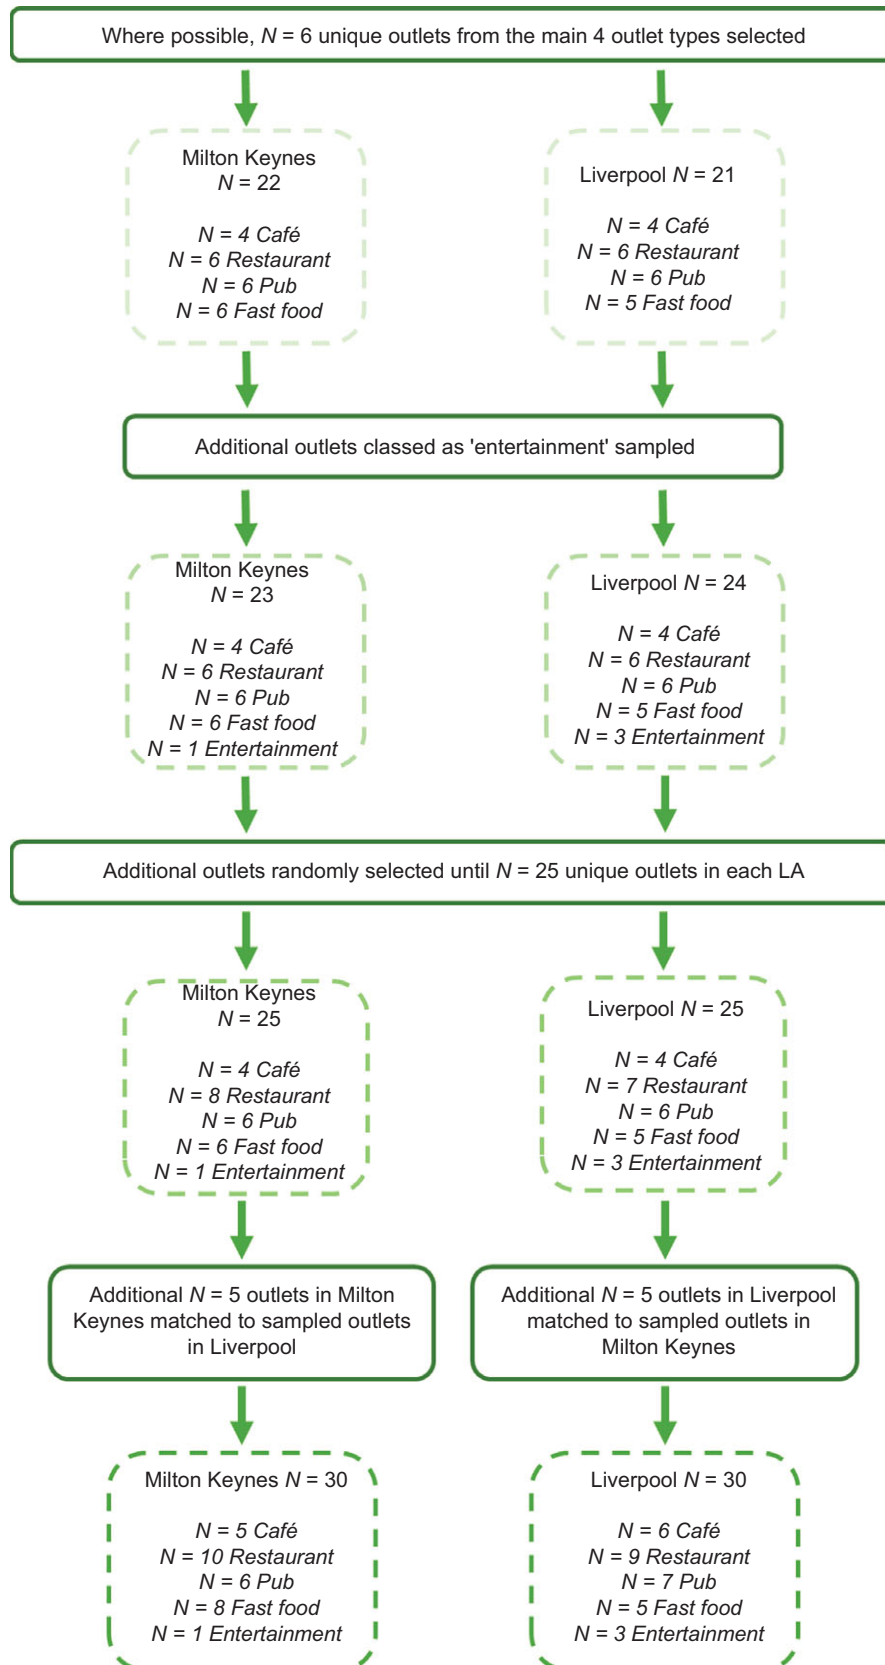 Where possible, N = 6 unique outlets from the main 4 outlet types selected
Milton Keynes
N = 22
N = 4 Café
N = 6 Restaurant
N = 6 Pub
N = 6 Fast food
Liverpool N = 21
N = 4 Café
N = 6 Restaurant
N = 6 Pub
N = 5 Fast food
Additional outlets classed as 'entertainment' sampled
Milton Keynes
N = 23
N = 4 Café
N = 6 Restaurant
N = 6 Pub
N = 6 Fast food
N = 1 Entertainment
Liverpool N = 24
N = 4 Café
N = 6 Restaurant
N = 6 Pub
N = 5 Fast food
N = 3 Entertainment
Additional outlets randomly selected until N = 25 unique outlets in each LA
Milton Keynes
N = 25
N = 4 Café
N = 8 Restaurant
N = 6 Pub
N = 6 Fast food
N = 1 Entertainment
Liverpool N = 25
N = 4 Café
N = 7 Restaurant
N = 6 Pub
N = 5 Fast food
N = 3 Entertainment
Additional N = 5 outlets in Milton
Keynes matched to sampled outlets
in Liverpool
Additional N = 5 outlets in Liverpool
matched to sampled outlets in
Milton Keynes
Milton Keynes N = 30
N = 5 Café
N = 10 Restaurant
N = 6 Pub
N = 8 Fast food
N = 1 Entertainment
Liverpool N = 30
N = 6 Café
N = 9 Restaurant
N = 7 Pub
N = 5 Fast food
N = 3 Entertainment